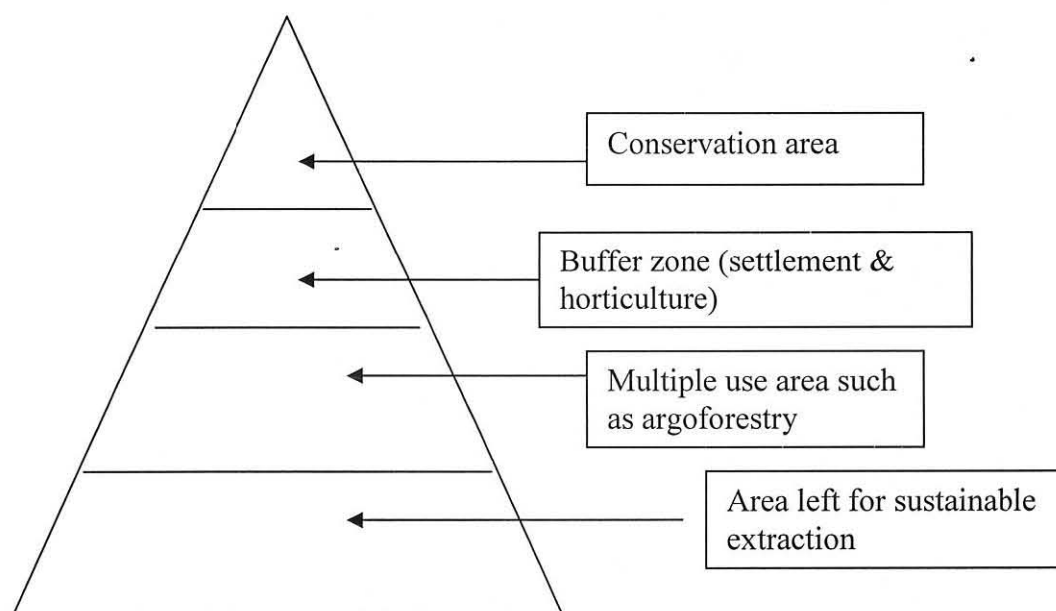 Conservation area
Buffer zone (settlement &
horticulture)
Multiple use area such
as argoforestry
Area left for sustainable
extraction